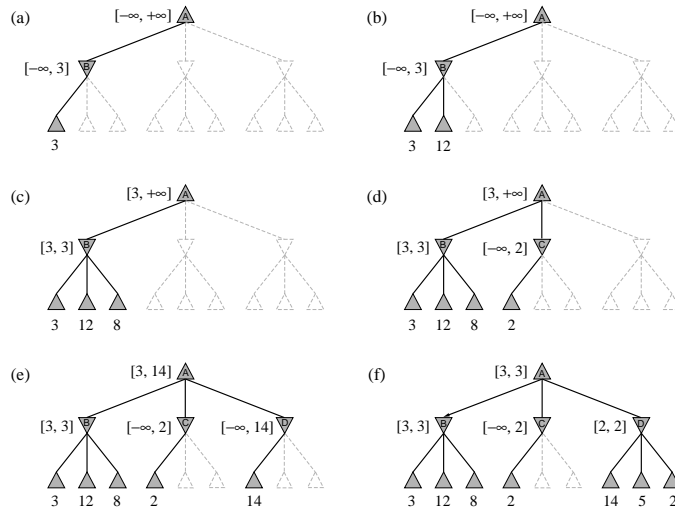 (a) [−∞, +∞] A
[−∞, 3] B
3
(b) [−∞, +∞] A
[−∞, 3] B
3 12
(c) [3, +∞] A
[3, 3] B
3 12 8
(d) [3, +∞] A
[3, 3] B [−∞, 2] C
3 12 8 2
(e) [3, 14] A
[3, 3] B [−∞, 2] C [−∞, 14] D
3 12 8 2 14
(f) [3, 3] A
[3, 3] B [−∞, 2] C [2, 2] D
3 12 8 2 14 5 2